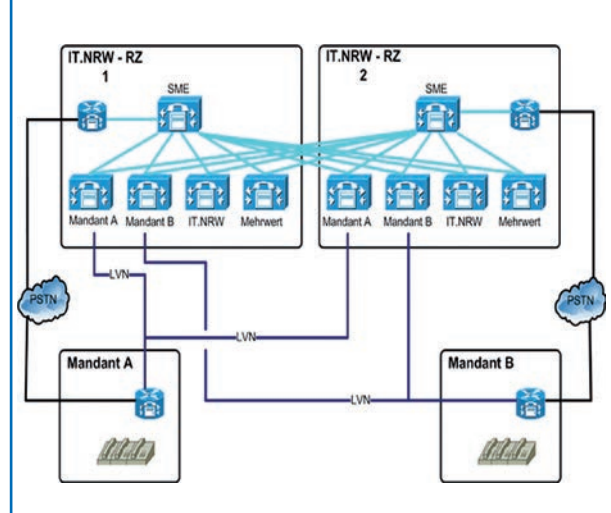 IT.NRW - RZ
1
SME
Mandant A
Mandant B
IT.NRW
Mehrwert
IT.NRW - RZ
2
SME
Mandant A
Mandant B
IT.NRW
Mehrwert
LVN
PSTN
PSTN
LVN
Mandant A
LVN
Mandant B